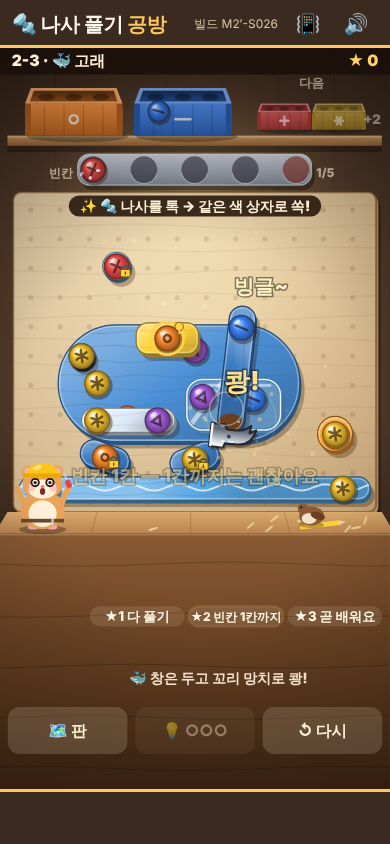 나사 풀기 공방
빌드 M2′-S026
2-3 · 고래
★ 0
다음
+2
빈칸
1/5
✨ 🔩 나사를 톡 → 같은 색 상자로 쏙!
빙글~
쾅!
빈칸 1칸 – 1칸까지는 괜찮아요
★1 다 풀기
★2 빈칸 1칸까지
★3 곧 배워요
🐳 창은 두고 꼬리 망치로 쾅!
판
다시